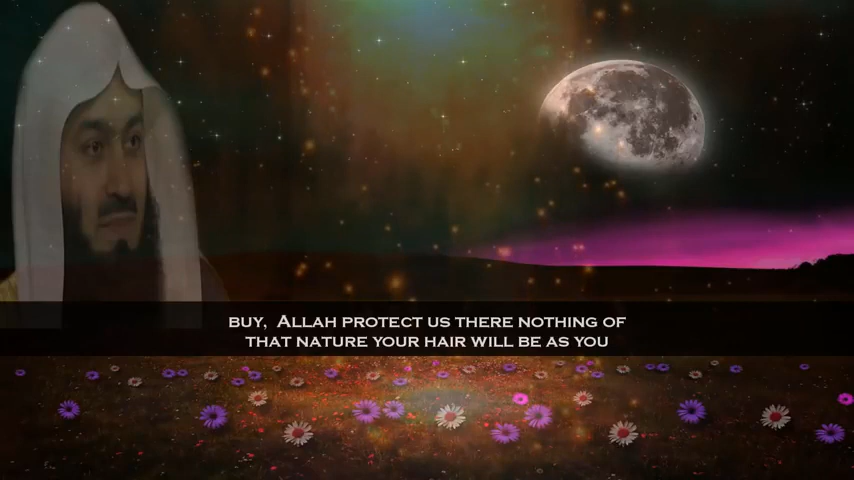 BUY, ALLAH PROTECT US THERE NOTHING OF
THAT NATURE YOUR HAIR WILL BE AS YOU